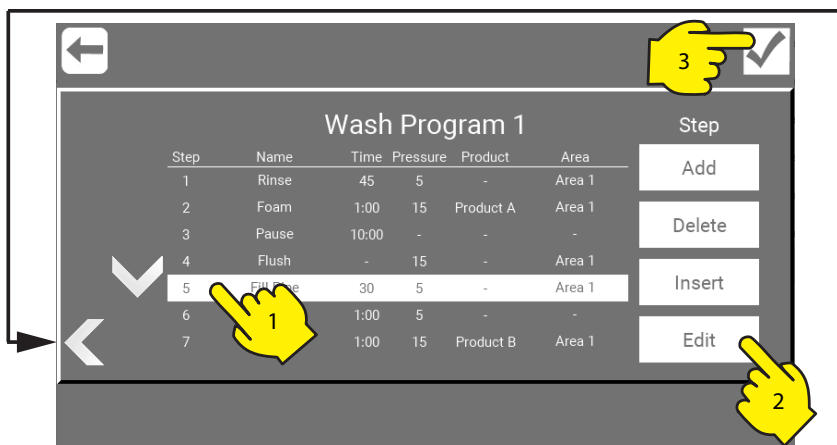 3
Wash Program 1
Step
Step Name Time Pressure Product Area
1 Rinse 45 5 - Area 1
2 Foam 1:00 15 Product A Area 1
3 Pause 10:00 - - -
4 Flush - 15 - Area 1
5 Fill Pipe 30 5 - Area 1
6 1:00 5 - -
7 1:00 15 Product B Area 1
Add
Delete
Insert
Edit
1
2